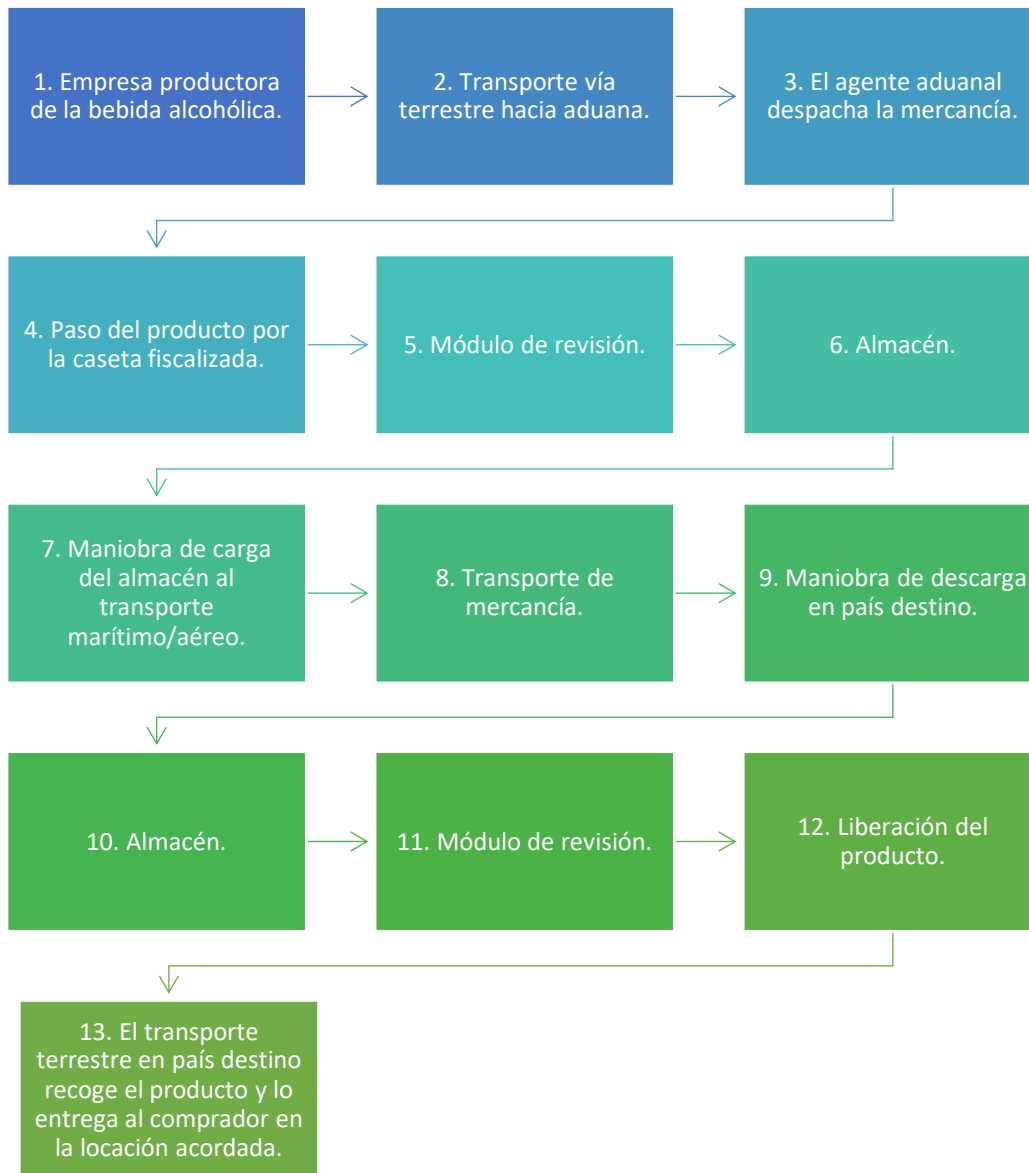 1. Empresa productora
de la bebida alcohólica.
2. Transporte vía
terrestre hacia aduana.
3. El agente aduanal
despacha la mercancía.
4. Paso del producto por
la caseta fiscalizada.
5. Módulo de revisión.
6. Almacén.
7. Maniobra de carga
del almacén al
transporte
marítimo/aéreo.
8. Transporte de
mercancía.
9. Maniobra de descarga
en país destino.
10. Almacén.
11. Módulo de revisión.
12. Liberación del
producto.
13. El transporte
terrestre en país destino
recoge el producto y lo
entrega al comprador en
la locación acordada.